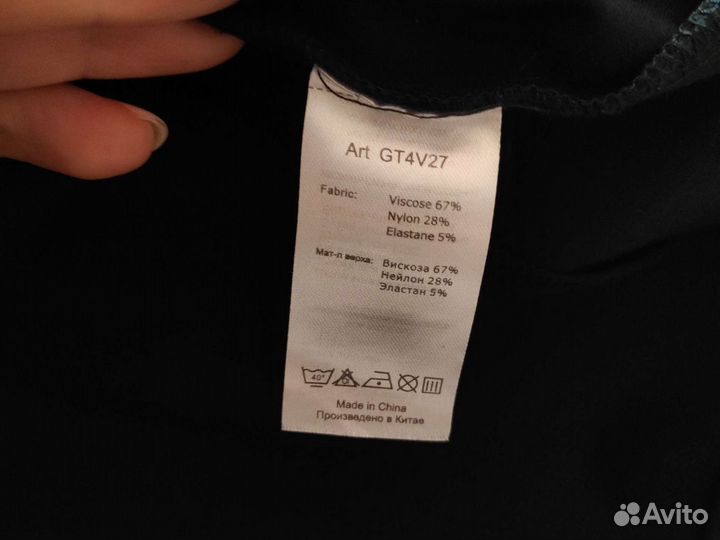 Art GT4V27
Fabric: Viscose 67%
Nylon 28%
Elastane 5%
Мат-л верха: Вискоза 67%
Нейлон 28%
Эластан 5%
40°
Made in China
Произведено в Китае
Avito